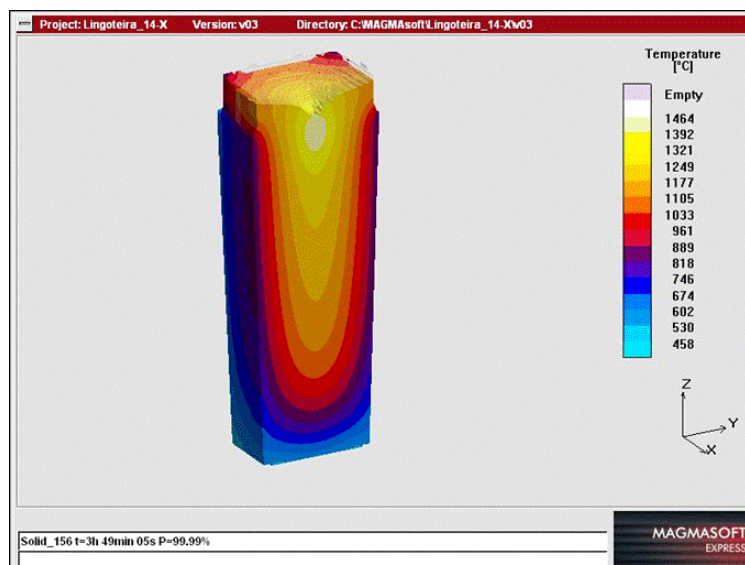 Project: Lingoteira_14-X Version: v03 Directory: C:\MAGMAsoft\Lingoteira_14-X\v03
Temperature
[°C]
Empty
1464
1392
1321
1249
1177
1105
1033
961
889
818
746
674
602
530
458
Z
Y
X
Solid_156 t=3h 49min 05s P=99.99%
MAGMASOFT
EXPRESS